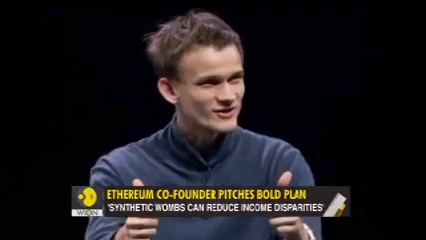 ETHEREUM CO-FOUNDER PITCHES BOLD PLAN
'SYNTHETIC WOMBS CAN REDUCE INCOME DISPARITIES'
WION